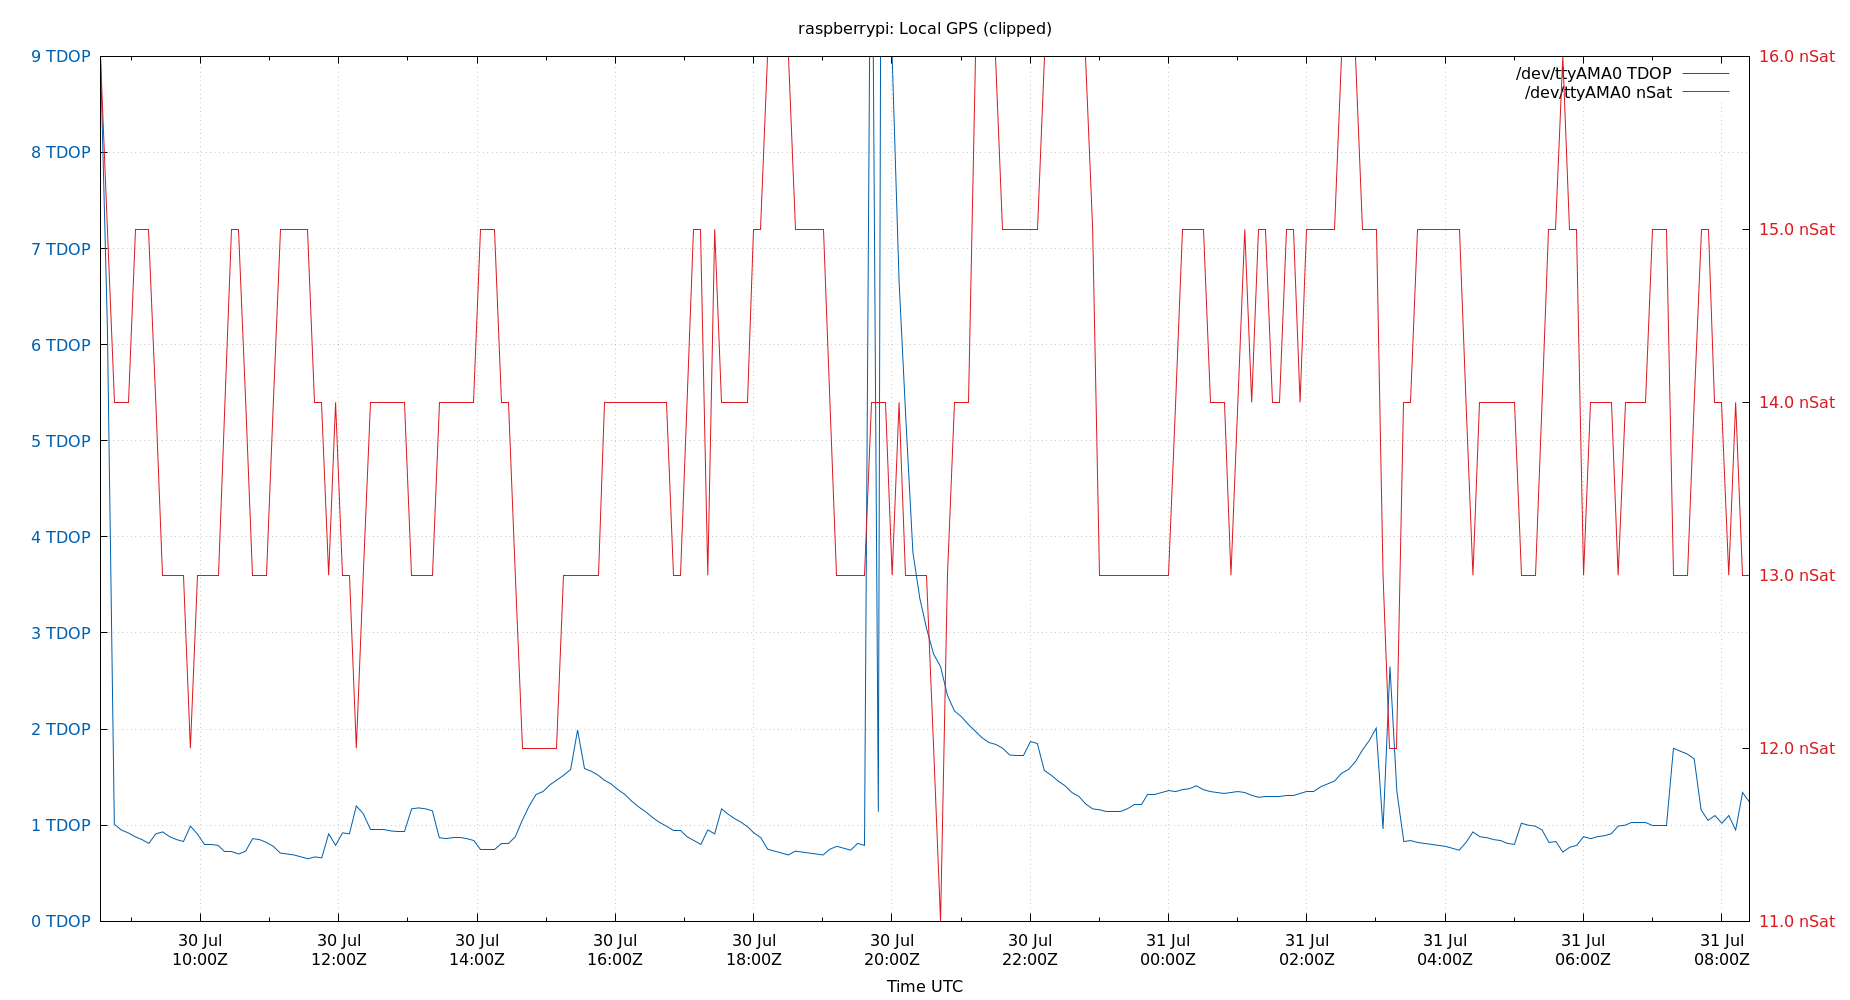 raspberrypi: Local GPS (clipped)
9 TDOP
8 TDOP
7 TDOP
6 TDOP
5 TDOP
4 TDOP
3 TDOP
2 TDOP
1 TDOP
0 TDOP
16.0 nSat
15.0 nSat
14.0 nSat
13.0 nSat
12.0 nSat
11.0 nSat
/dev/ttyAMA0 TDOP
/dev/ttyAMA0 nSat
30 Jul
10:00Z
30 Jul
12:00Z
30 Jul
14:00Z
30 Jul
16:00Z
30 Jul
18:00Z
30 Jul
20:00Z
30 Jul
22:00Z
31 Jul
00:00Z
31 Jul
02:00Z
31 Jul
04:00Z
31 Jul
06:00Z
31 Jul
08:00Z
Time UTC